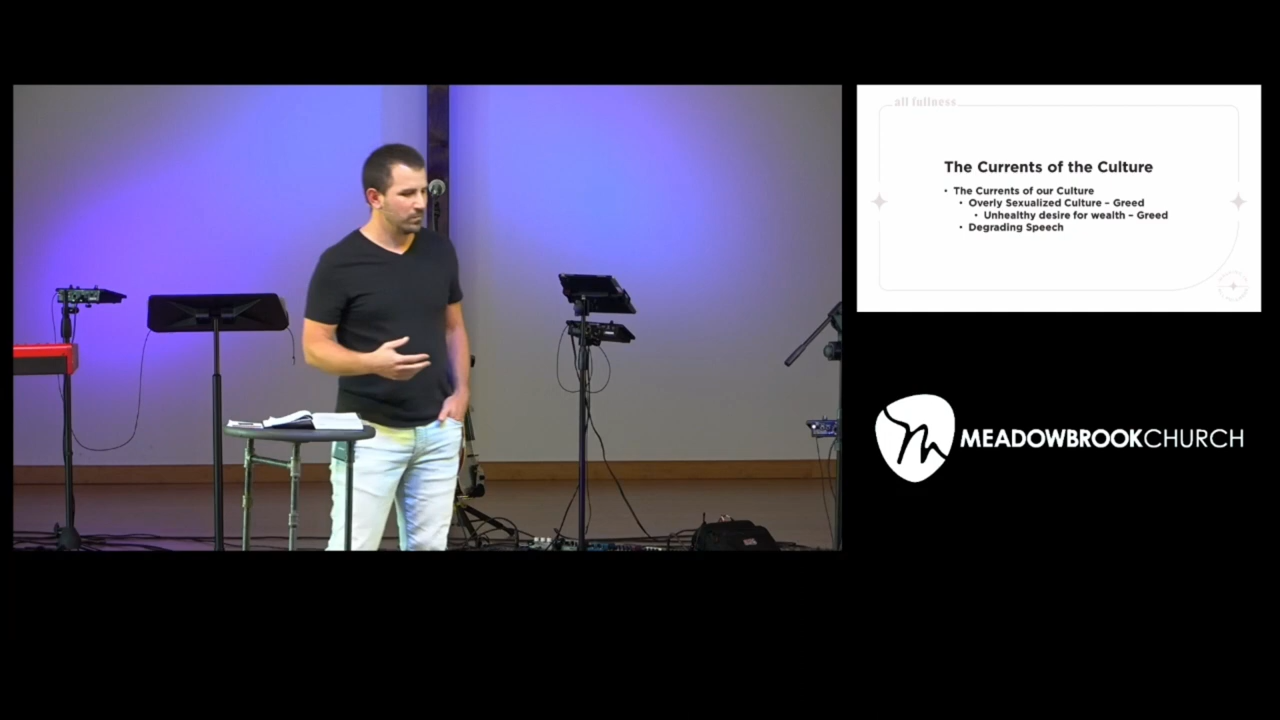 all fullness
The Currents of the Culture
• The Currents of our Culture
• Overly Sexualized Culture – Greed
• Unhealthy desire for wealth – Greed
• Degrading Speech
MEADOWBROOKCHURCH